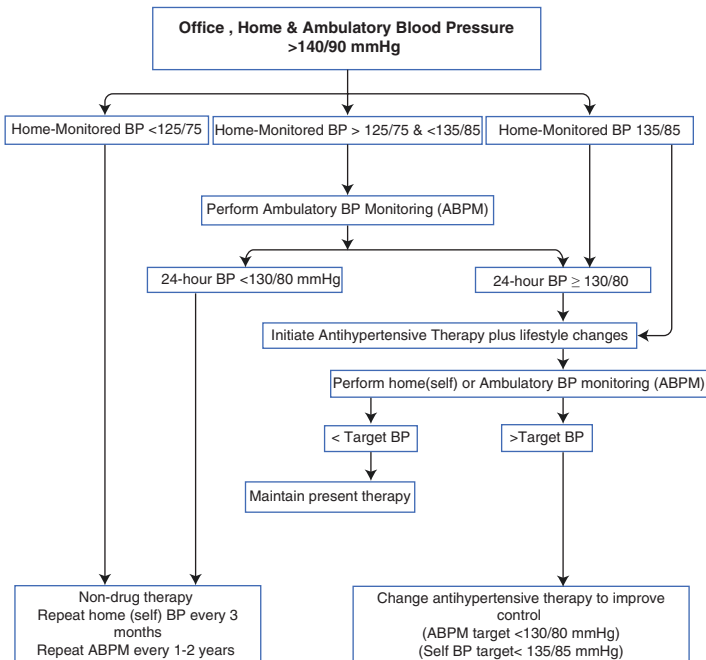 Office , Home & Ambulatory Blood Pressure
>140/90 mmHg
Home-Monitored BP <125/75
Home-Monitored BP > 125/75 & <135/85
Home-Monitored BP 135/85
Perform Ambulatory BP Monitoring (ABPM)
24-hour BP <130/80 mmHg
24-hour BP ≥ 130/80
Initiate Antihypertensive Therapy plus lifestyle changes
Perform home(self) or Ambulatory BP monitoring (ABPM)
< Target BP
>Target BP
Maintain present therapy
Non-drug therapy
Repeat home (self) BP every 3
months
Repeat ABPM every 1-2 years
Change antihypertensive therapy to improve
control
(ABPM target <130/80 mmHg)
(Self BP target< 135/85 mmHg)